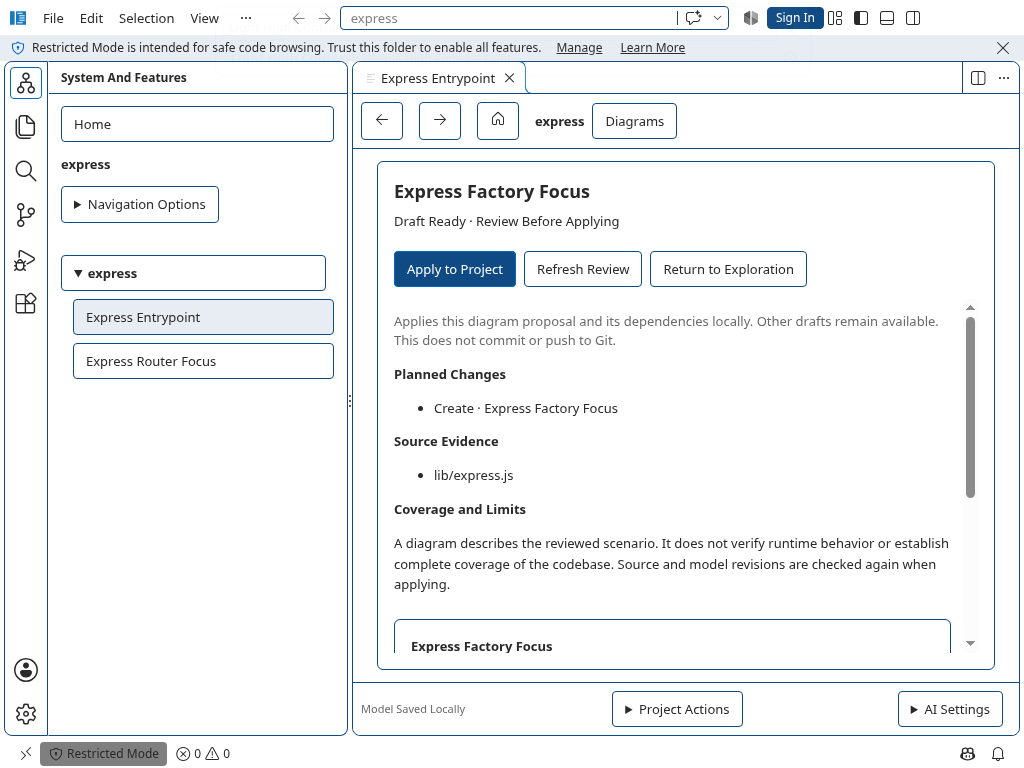 File Edit Selection View ··· express Sign In
Restricted Mode is intended for safe code browsing. Trust this folder to enable all features. Manage Learn More
System And Features
Home
express
Navigation Options
express
Express Entrypoint
Express Router Focus
Express Entrypoint
express Diagrams
Express Factory Focus
Draft Ready · Review Before Applying
Apply to Project Refresh Review Return to Exploration
Applies this diagram proposal and its dependencies locally. Other drafts remain available.
This does not commit or push to Git.
Planned Changes
• Create · Express Factory Focus
Source Evidence
• lib/express.js
Coverage and Limits
A diagram describes the reviewed scenario. It does not verify runtime behavior or establish
complete coverage of the codebase. Source and model revisions are checked again when
applying.
Express Factory Focus
Model Saved Locally Project Actions AI Settings
Restricted Mode 0 0